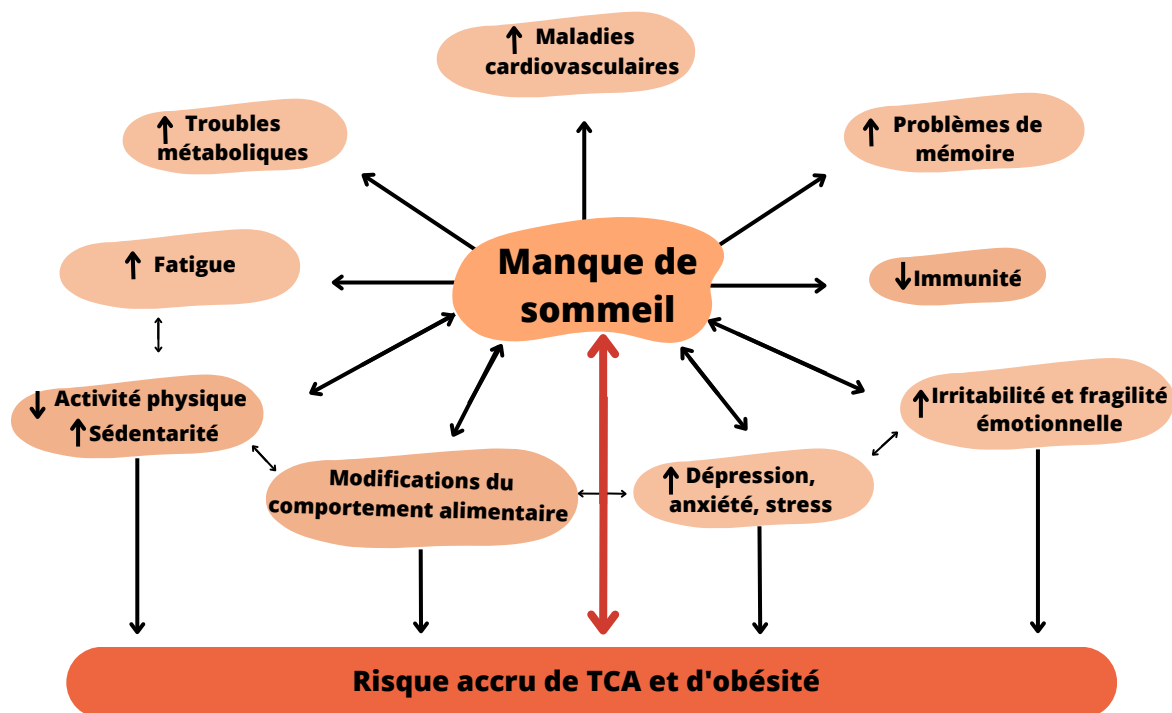 ↑ Maladies
cardiovasculaires
↑ Troubles
métaboliques
↑ Problèmes de
mémoire
↑ Fatigue
Manque de
sommeil
↓ Immunité
↓ Activité physique
↑ Sédentarité
↑ Irritabilité et fragilité
émotionnelle
Modifications du
comportement alimentaire
↑ Dépression,
anxiété, stress
Risque accru de TCA et d'obésité